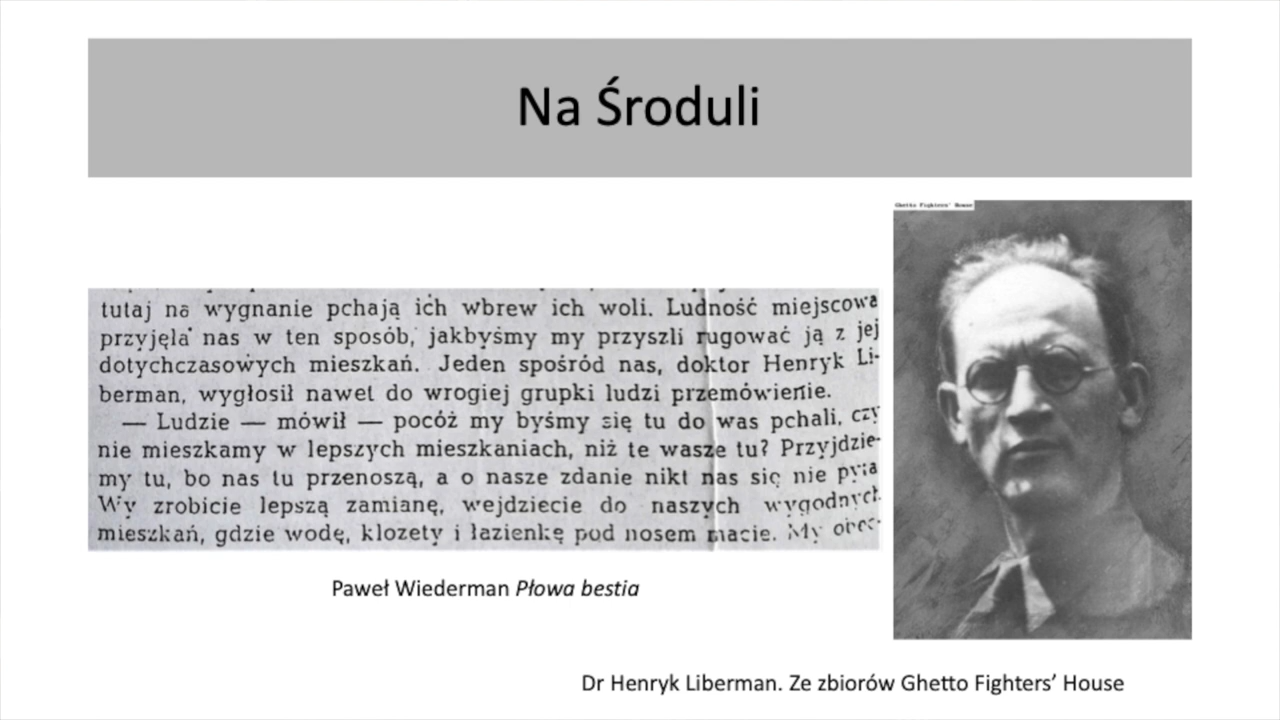 Na Środuli
Ghetto Fighters' House
tutaj na wygnanie pchają ich wbrew ich woli. Ludność miejscowa
przyjęła nas w ten sposób, jakbyśmy my przyszli rugować ją z jej
dotychczasowych mieszkań. Jeden spośród nas, doktor Henryk Li-
berman, wygłosił nawet do wrogiej grupki ludzi przemówienie.
— Ludzie — mówił — pocóż my byśmy się tu do was pchali, czy
nie mieszkamy w lepszych mieszkaniach, niż te wasze tu? Przyjdzie-
my tu, bo nas tu przenoszą, a o nasze zdanie nikt nas się nie pyta
Wy zrobicie lepszą zamianę, wejdziecie do naszych wygodnych
mieszkań, gdzie wodę, klozety i łazienkę pod nosem macie. My
Paweł Wiederman Płowa bestia
Dr Henryk Liberman. Ze zbiorów Ghetto Fighters’ House